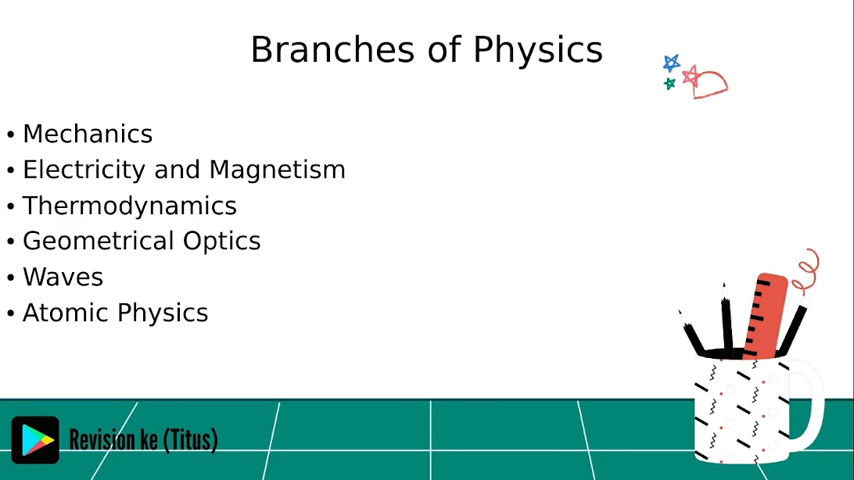 Branches of Physics
• Mechanics
• Electricity and Magnetism
• Thermodynamics
• Geometrical Optics
• Waves
• Atomic Physics
Revision ke (Titus)